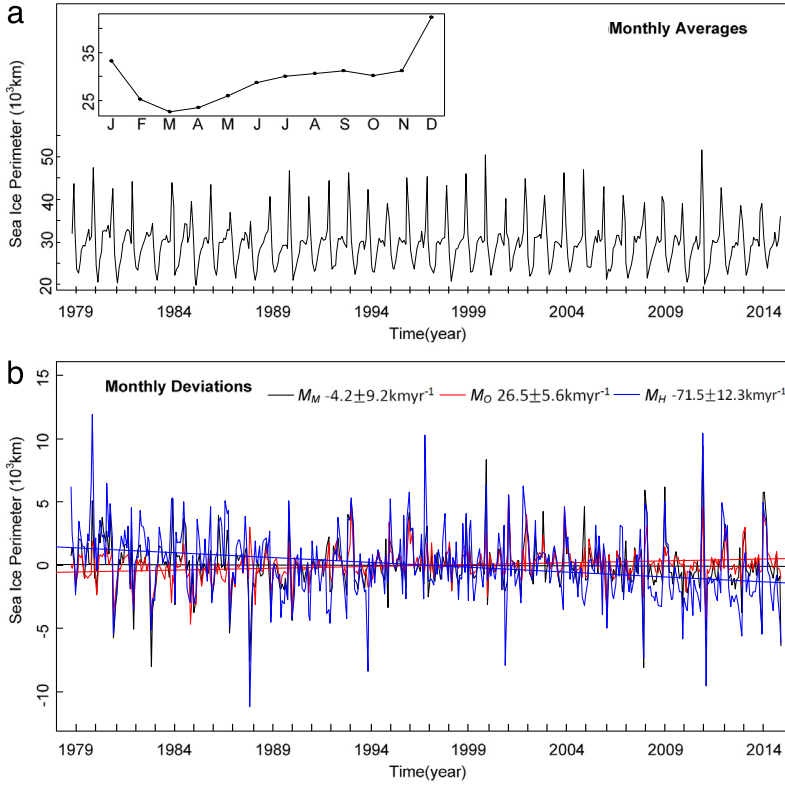 a
Monthly Averages
35
25
J F M A M J J A S O N D
Sea Ice Perimeter (10³km)
50
40
30
20
1979 1984 1989 1994 1999 2004 2009 2014
Time(year)
b
Monthly Deviations
M_M -4.2±9.2kmyr⁻¹ M_O 26.5±5.6kmyr⁻¹ M_H -71.5±12.3kmyr⁻¹
Sea Ice Perimeter (10³km)
15
10
5
0
-5
-10
1979 1984 1989 1994 1999 2004 2009 2014
Time(year)